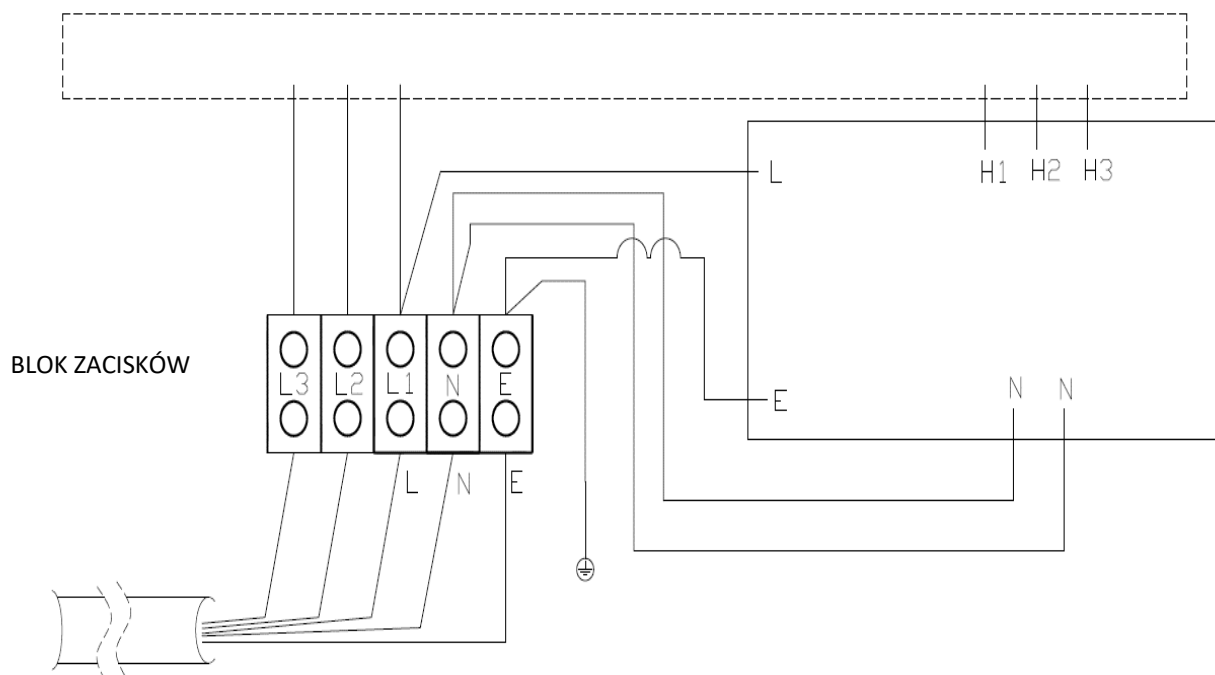 L
H1 H2 H3
BLOK ZACISKÓW
L3 L2 L1 N E
E
N N
L N E